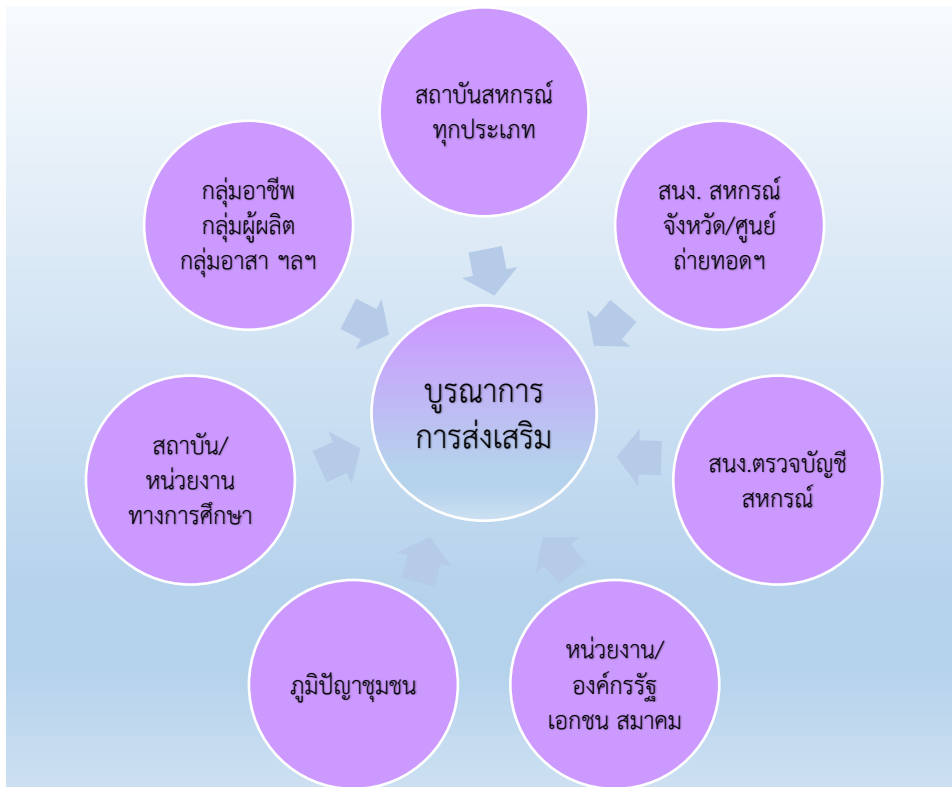 สถาบันสหกรณ์
ทุกประเภท
สนง. สหกรณ์
จังหวัด/ศูนย์
ถ่ายทอดฯ
สนง.ตรวจบัญชี
สหกรณ์
หน่วยงาน/
องค์กรรัฐ
เอกชน สมาคม
ภูมิปัญาชุมชน
สถาบัน/
หน่วยงาน
ทางการศึกษา
กลุ่มอาชีพ
กลุ่มผู้ผลิต
กลุ่มอาสา ฯลฯ
บูรณาการ
การส่งเสริม